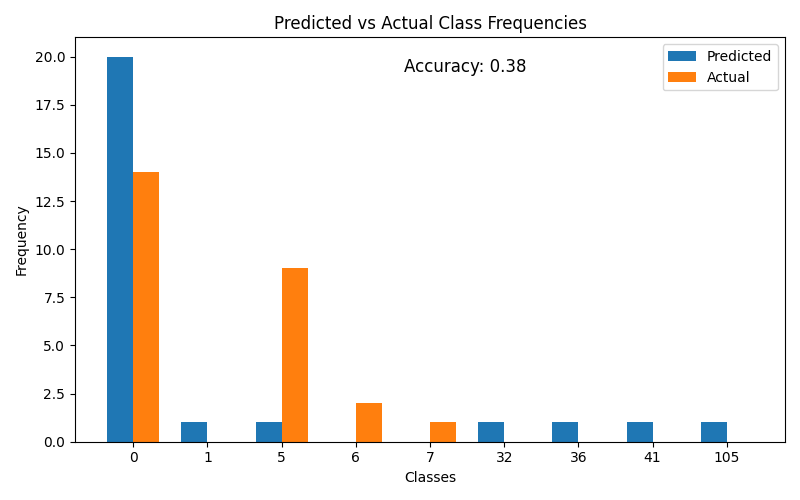 Predicted vs Actual Class Frequencies
Accuracy: 0.38
Predicted
Actual
Frequency
20.0
17.5
15.0
12.5
10.0
7.5
5.0
2.5
0.0
0 1 5 6 7 32 36 41 105
Classes